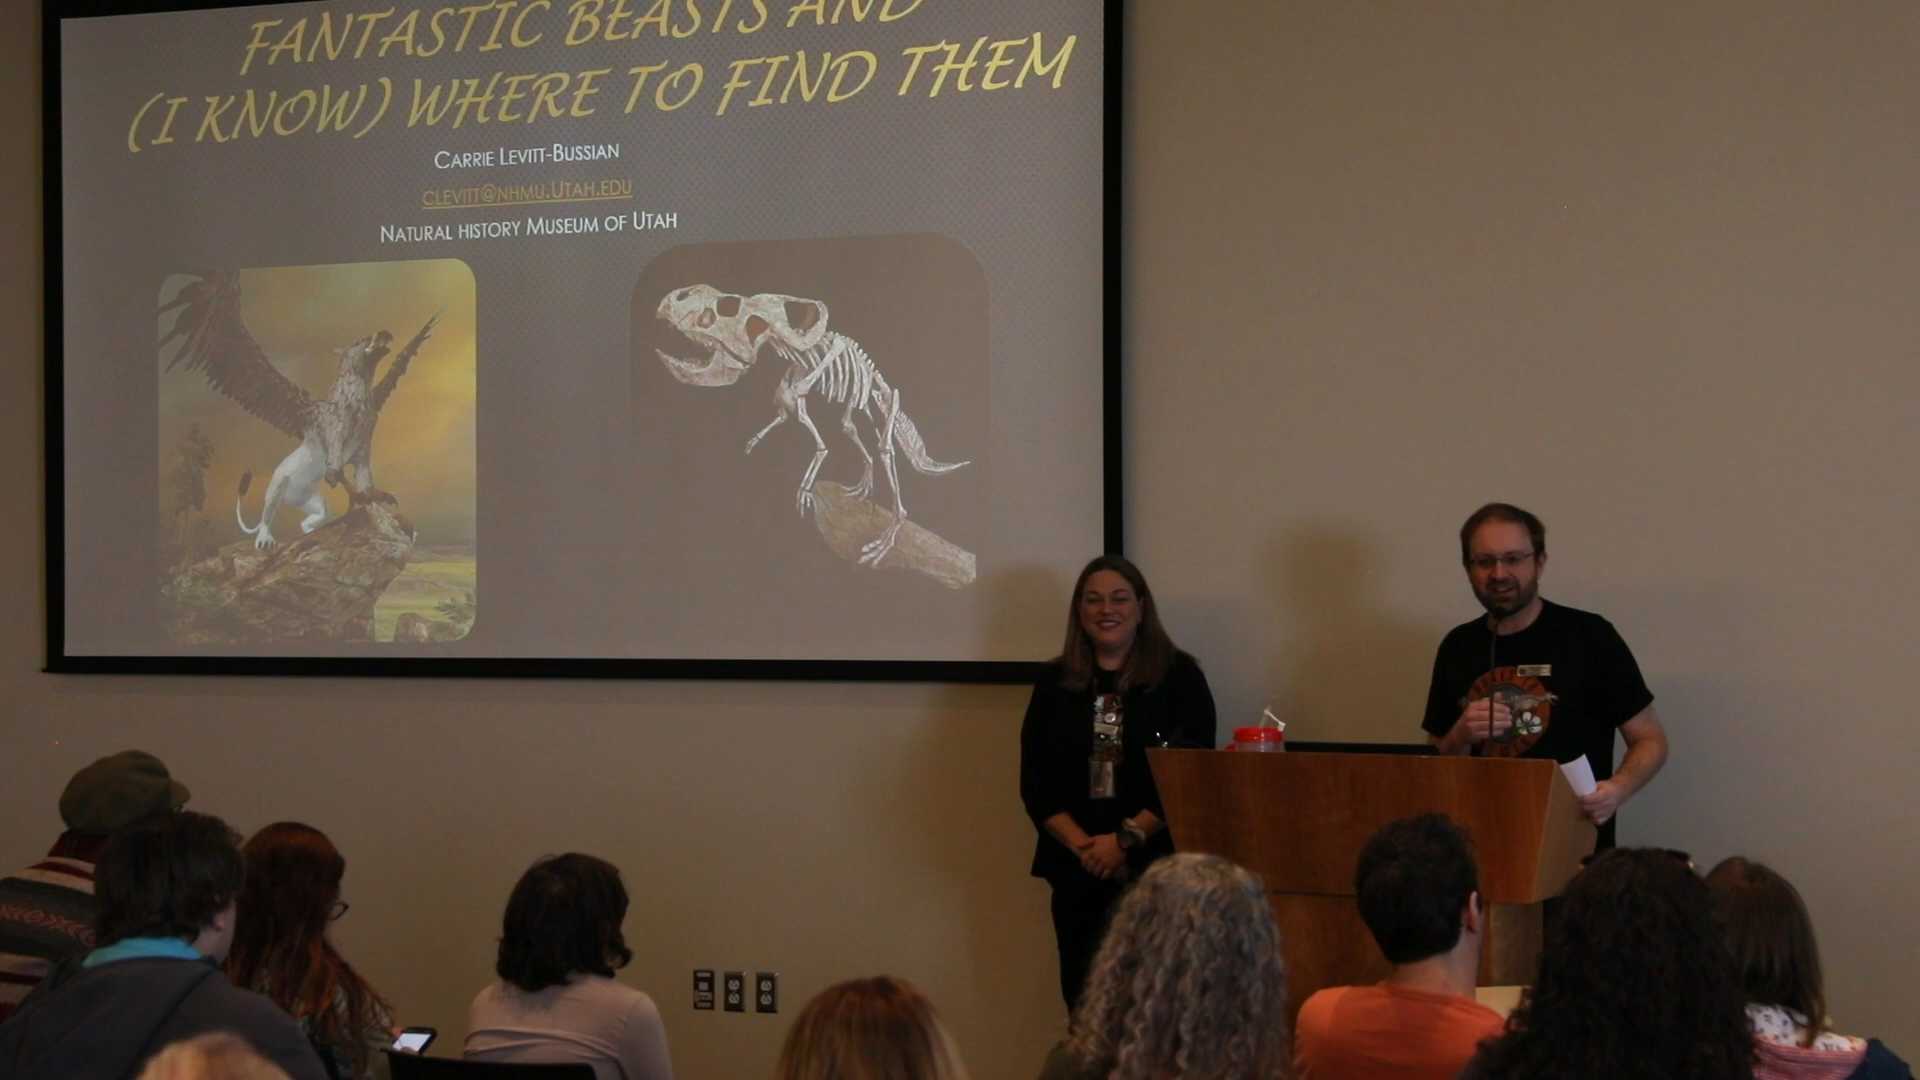 FANTASTIC BEASTS AND
(I KNOW) WHERE TO FIND THEM
CARRIE LEVITT-BUSSIAN
CLEVITT@NHMU.UTAH.EDU
NATURAL HISTORY MUSEUM OF UTAH